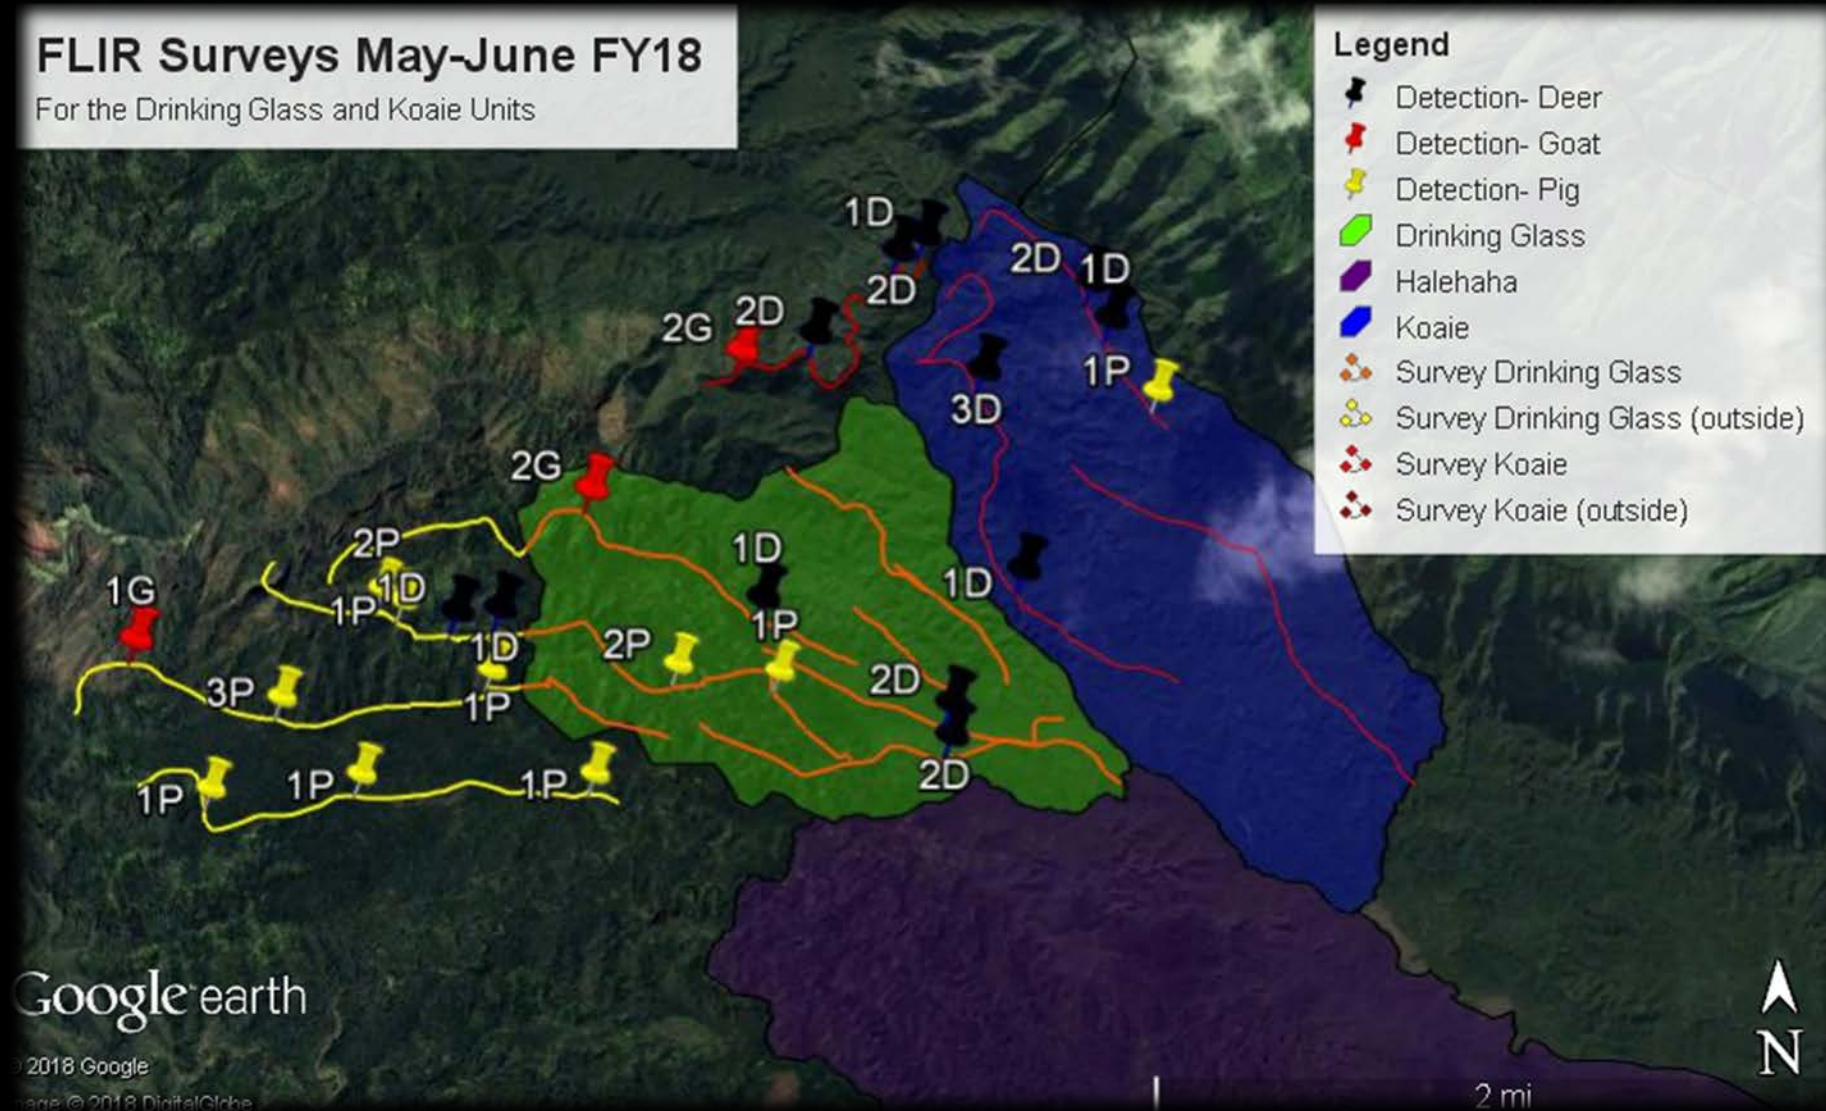 FLIR Surveys May-June FY18
For the Drinking Glass and Koaie Units
Legend
Detection- Deer
Detection- Goat
Detection- Pig
Drinking Glass
Halehaha
Koaie
Survey Drinking Glass
Survey Drinking Glass (outside)
Survey Koaie
Survey Koaie (outside)
1D
2D
1D
2D
2G
2D
1P
3D
2G
2P
1D
1D
1D
1G
1P
1P
2P
1D
2D
3P
1P
2D
1P
1P
1P
Google earth
2018 Google
2 mi
N
© 2018 DigitalGlobe